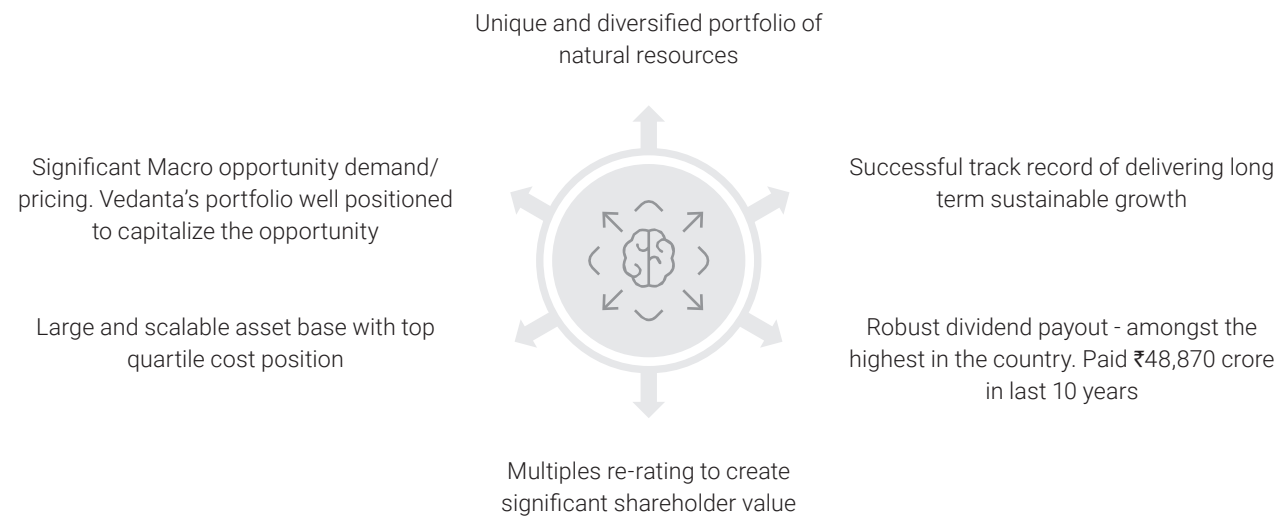 Unique and diversified portfolio of
natural resources
Significant Macro opportunity demand/
pricing. Vedanta's portfolio well positioned
to capitalize the opportunity
Successful track record of delivering long
term sustainable growth
Large and scalable asset base with top
quartile cost position
Robust dividend payout - amongst the
highest in the country. Paid ₹48,870 crore
in last 10 years
Multiples re-rating to create
significant shareholder value